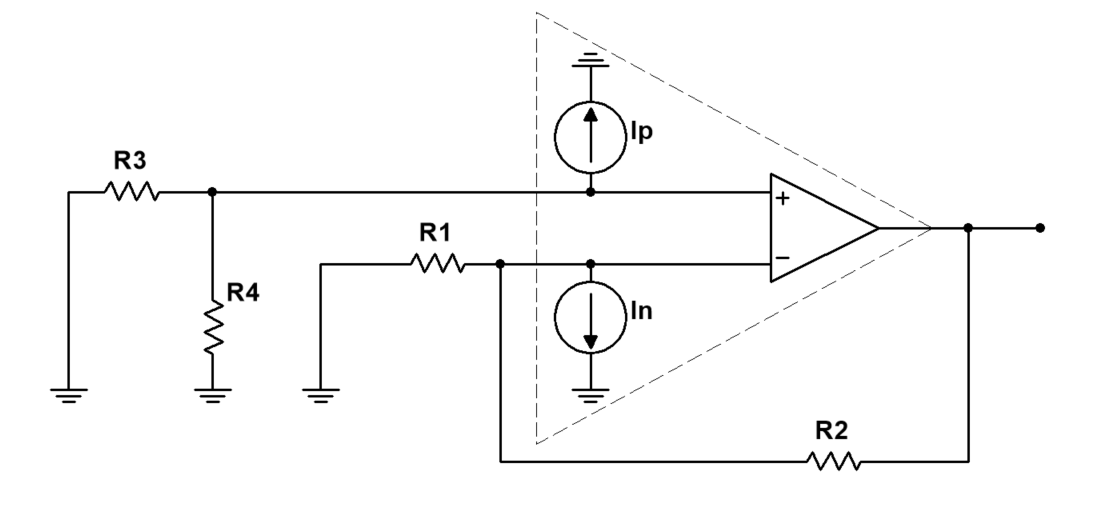 Ip
R3
+
R1
−
R4
In
R2